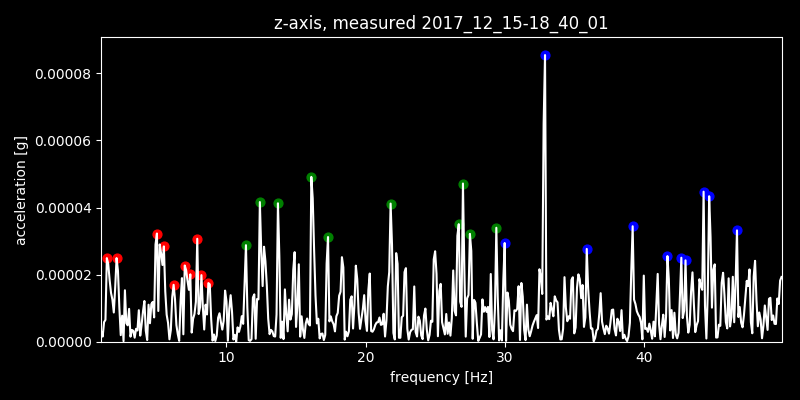 z-axis, measured 2017_12_15-18_40_01
0.00008
0.00006
0.00004
0.00002
0.00000
acceleration [g]
10 20 30 40
frequency [Hz]